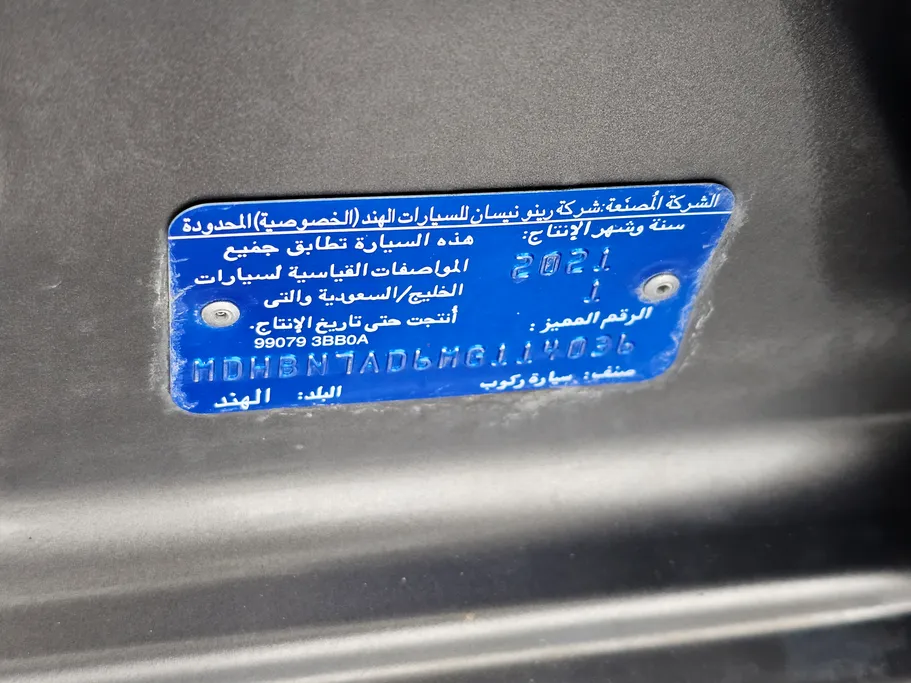 الشركة المصنعة: شركة رينو نيسان للسيارات الهند (الخصوصية) المحدودة
سنة وشهر الإنتاج:
2021
1
الرقم المميز:
هذه السيارة تطابق جميع
المواصفات القياسية لسيارات
الخليج/السعودية والتى
أنتجت حتى تاريخ الإنتاج.
99079 3BB0A
MDHBN7AD6MG114036
صنف: سيارة ركوب البلد: الهند